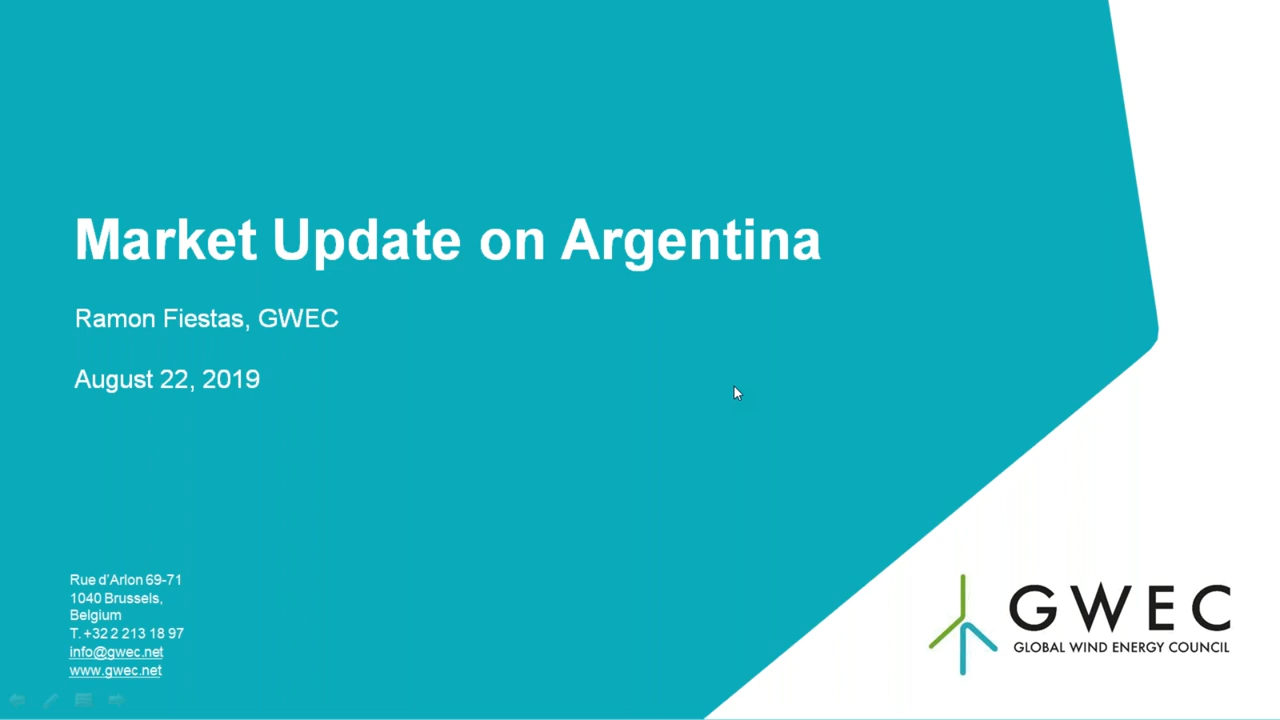 Market Update on Argentina
Ramon Fiestas, GWEC
August 22, 2019
Rue d'Arlon 69-71
1040 Brussels,
Belgium
T. +32 2 213 18 97
info@gwec.net
www.gwec.net
GWEC
GLOBAL WIND ENERGY COUNCIL